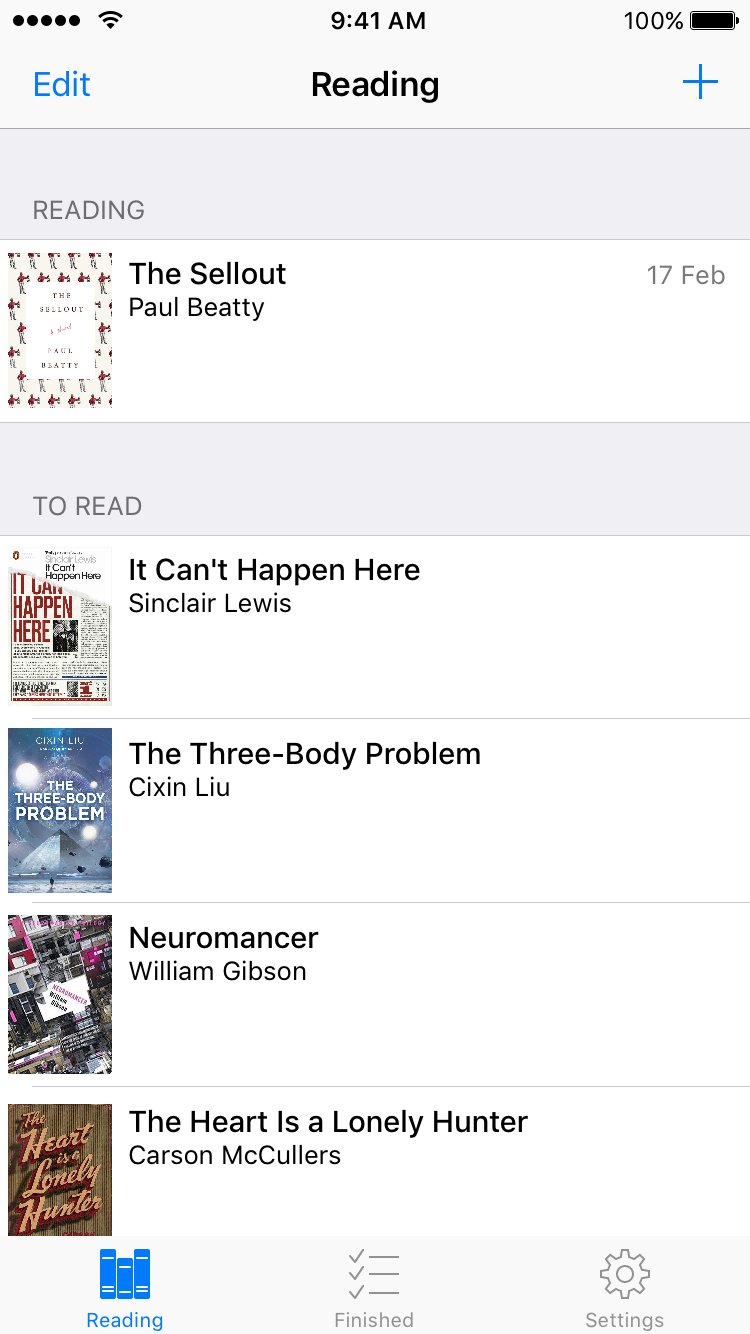 9:41 AM
100%
Edit
Reading
READING
THE
SELLOUT
a novel
PAUL
BEATTY
The Sellout
17 Feb
Paul Beatty
TO READ
Sinclair Lewis
It Can't
Happen Here
IT CAN
HAPPEN
HERE
It Can't Happen Here
Sinclair Lewis
CIXIN LIU
THE
THREE-BODY
PROBLEM
The Three-Body Problem
Cixin Liu
NEUROMANCER
William
Gibson
Neuromancer
William Gibson
The
Heart
is a
Lonely
Hunter
The Heart Is a Lonely Hunter
Carson McCullers
Reading
Finished
Settings